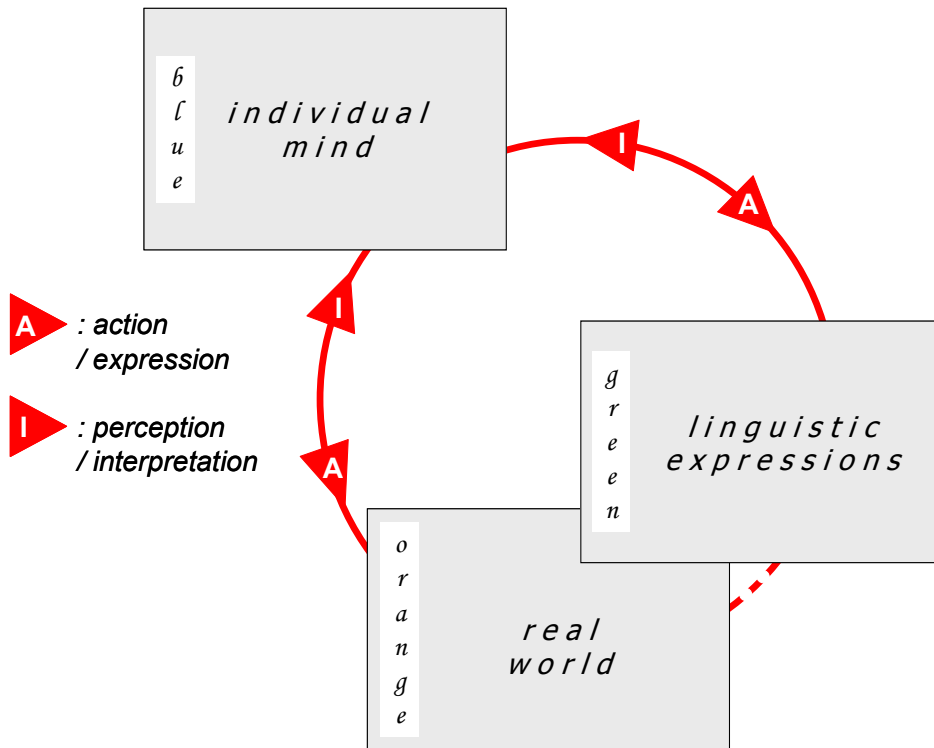 blue
individual
mind
I
A
I
A
A : action
/ expression
I : perception
/ interpretation
green
linguistic
expressions
orange
real
world